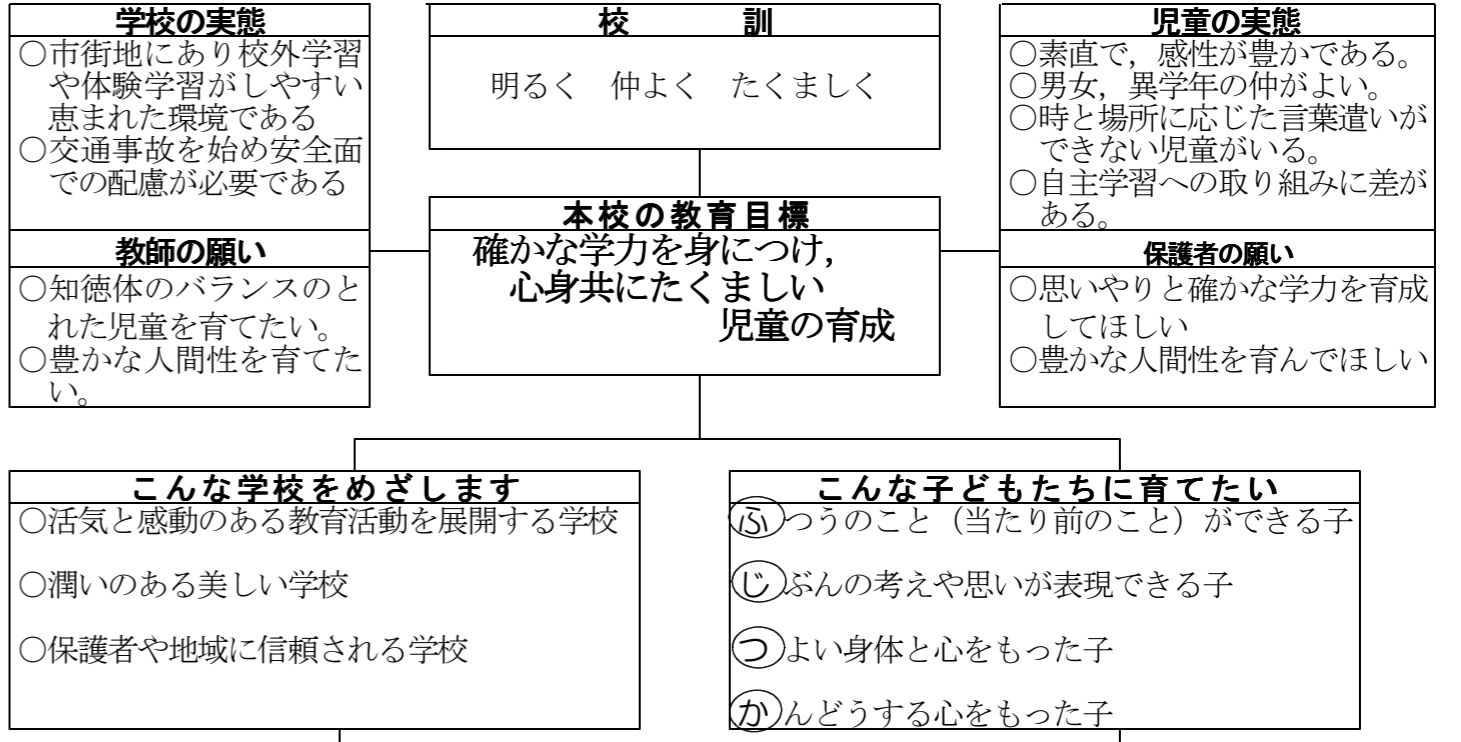 学校の実態
○市街地にあり校外学習
や体験学習がしやすい
恵まれた環境である
○交通事故を始め安全面
での配慮が必要である
教師の願い
○知徳体のバランスのと
れた児童を育てたい。
○豊かな人間性を育てた
い。
校 訓
明るく 仲よく たくましく
本校の教育目標
確かな学力を身につけ，
心身共にたくましい
児童の育成
児童の実態
○素直で，感性が豊かである。
○男女，異学年の仲がよい。
○時と場所に応じた言葉遣いが
できない児童がいる。
○自主学習への取り組みに差が
ある。
保護者の願い
○思いやりと確かな学力を育成
してほしい
○豊かな人間性を育んでほしい
こんな学校をめざします
○活気と感動のある教育活動を展開する学校
○潤いのある美しい学校
○保護者や地域に信頼される学校
こんな子どもたちに育てたい
ふつうのこと（当たり前のこと）ができる子
じぶんの考えや思いが表現できる子
つよい身体と心をもった子
かんどうする心をもった子